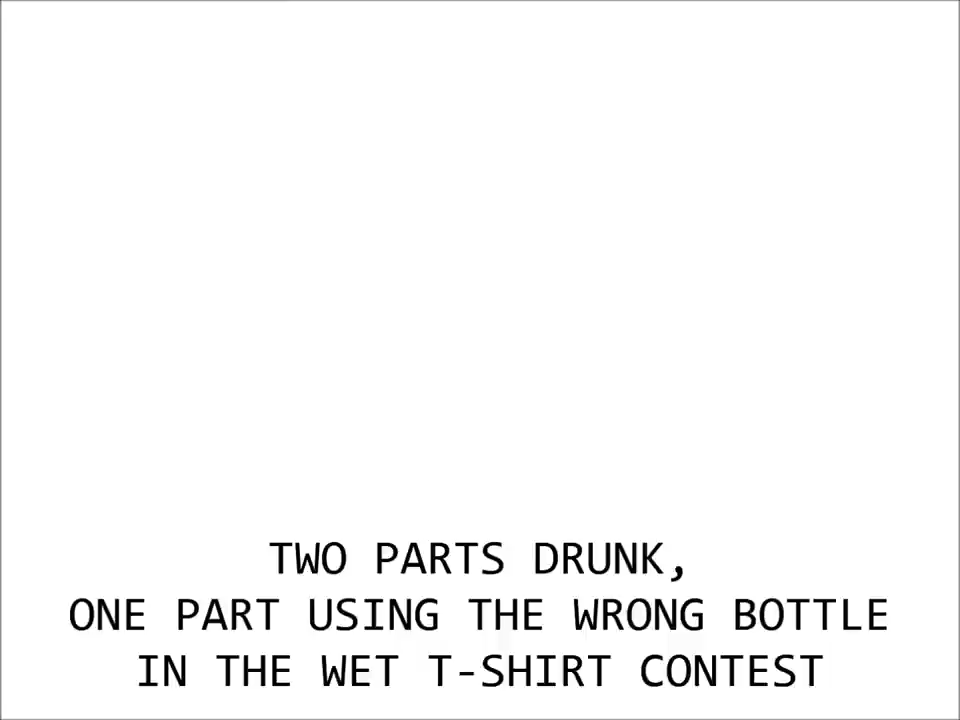 TWO PARTS DRUNK,
ONE PART USING THE WRONG BOTTLE
IN THE WET T-SHIRT CONTEST